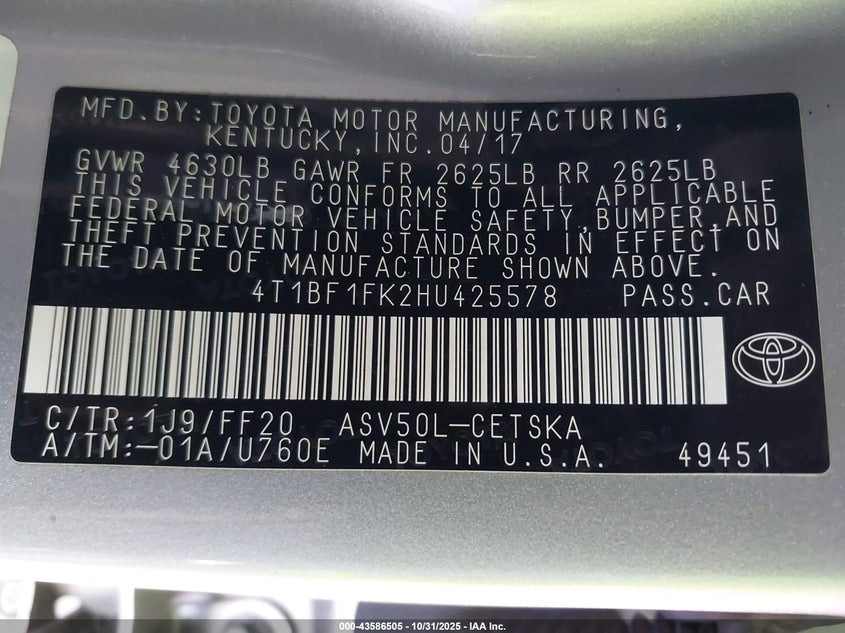 MFD.BY:TOYOTA MOTOR MANUFACTURING,
KENTUCKY,INC.04/17
GVWR 4630LB GAWR FR 2625LB RR 2625LB
THIS VEHICLE CONFORMS TO ALL APPLICABLE
FEDERAL MOTOR VEHICLE SAFETY,BUMPER,AND
THEFT PREVENTION STANDARDS IN EFFECT ON
THE DATE OF MANUFACTURE SHOWN ABOVE.
4T1BF1FK2HU425578 PASS.CAR
C/TR:1J9/FF20 ASV50L-CETSKA
A/TM:-01A/U760E MADE IN U.S.A. 49451
000-43586505 - 10/31/2025 - IAA Inc.